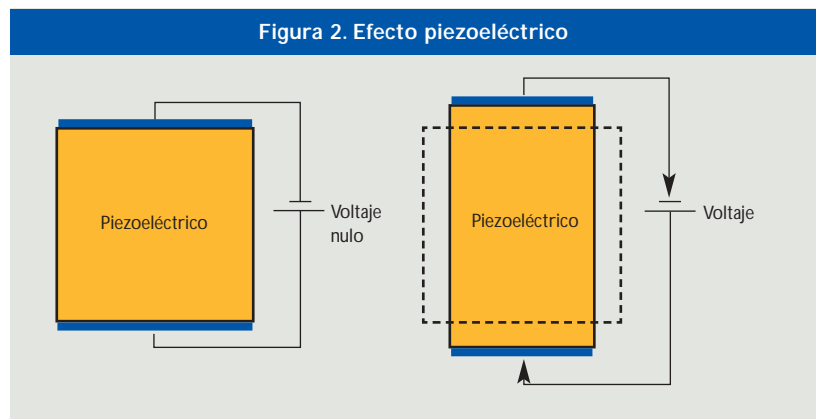 Figura 2. Efecto piezoeléctrico
Piezoeléctrico
Voltaje
nulo
Piezoeléctrico
Voltaje